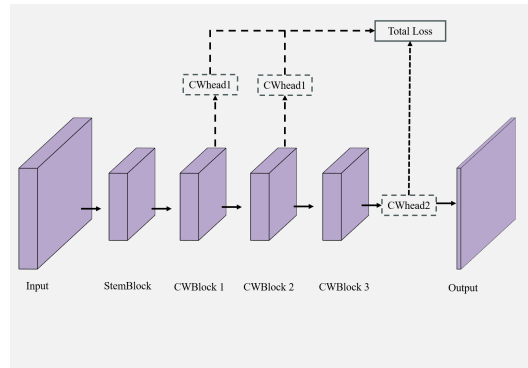 Total Loss
CWhead1
CWhead1
CWhead2
Input
StemBlock
CWBlock 1
CWBlock 2
CWBlock 3
Output